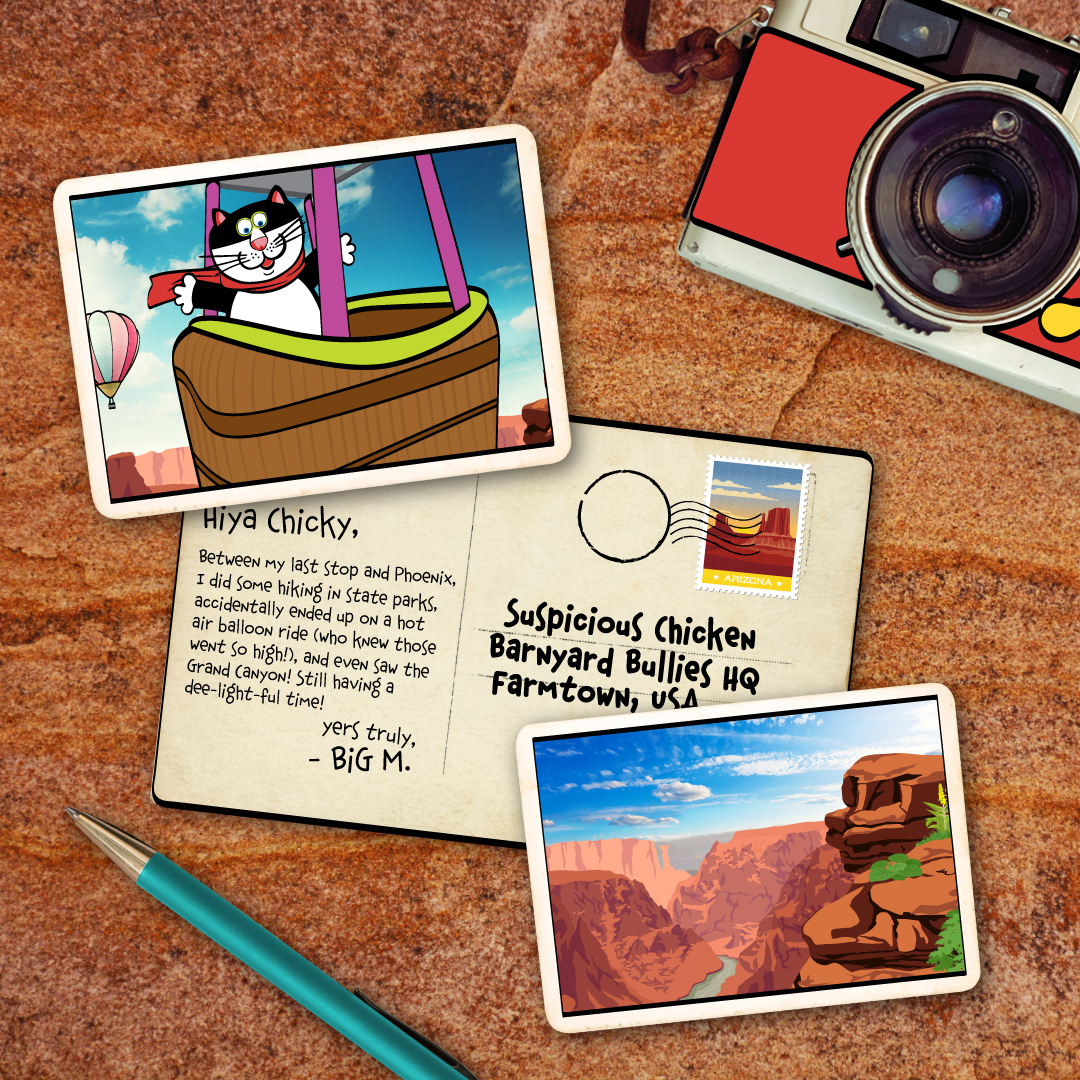 Hiya Chicky,
Between my last stop and Phoenix,
I did some hiking in state parks,
accidentally ended up on a hot
air balloon ride (who knew those
went so high!), and even saw the
Grand Canyon! Still having a
dee-light-ful time!
yers truly,
- BiG M.
★ ARIZONA ★
Suspicious Chicken
Barnyard Bullies HQ
Farmtown, USA